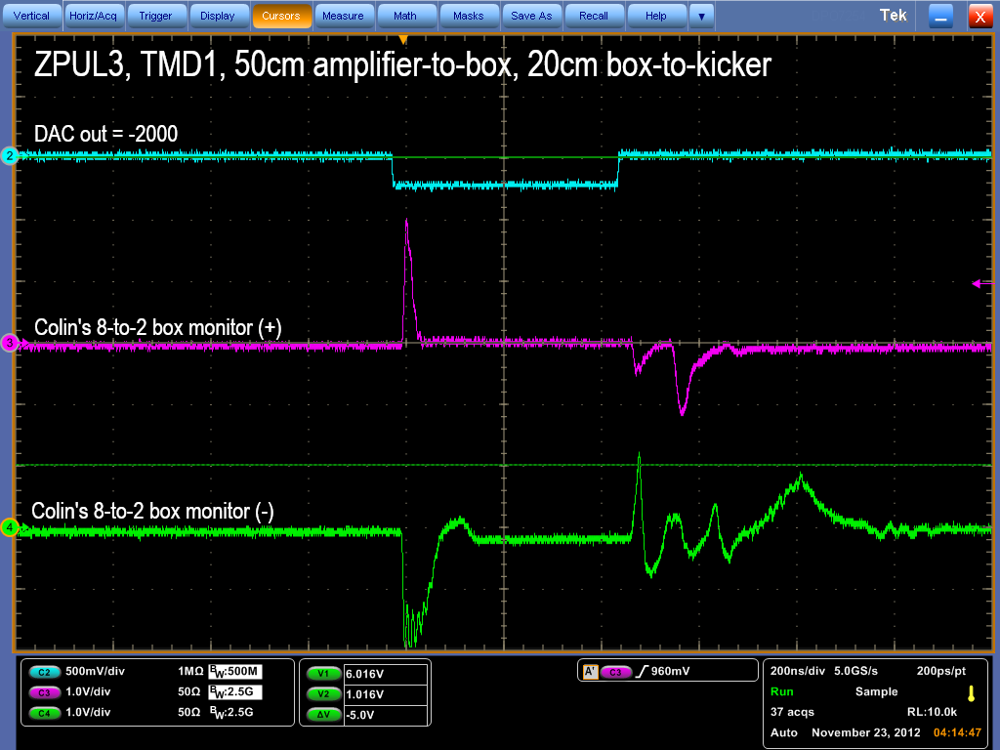 Vertical Horiz/Acq Trigger Display Cursors Measure Math Masks Save As Recall Help Tek X
ZPUL3, TMD1, 50cm amplifier-to-box, 20cm box-to-kicker
DAC out = -2000
2
Colin's 8-to-2 box monitor (+)
3
Colin's 8-to-2 box monitor (-)
4
C2 500mV/div 1MΩ BW:500M
C3 1.0V/div 50Ω BW:2.5G
C4 1.0V/div 50Ω BW:2.5G
V1 6.016V
V2 1.016V
ΔV -5.0V
A' C3 960mV
200ns/div 5.0GS/s 200ps/pt
Run Sample
37 acqs RL:10.0k
Auto November 23, 2012 04:14:47